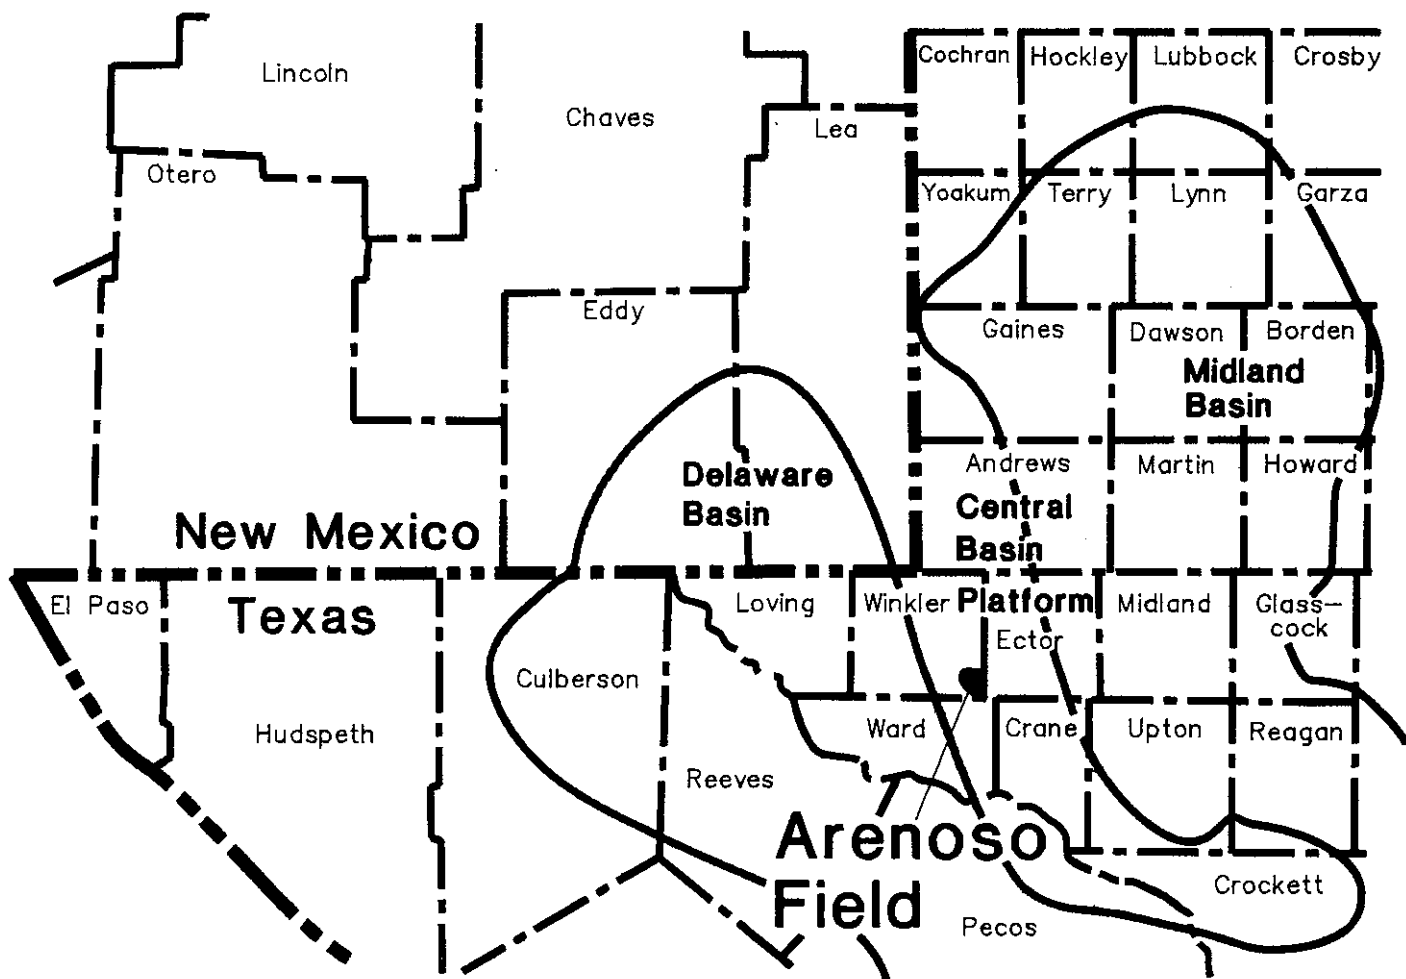 Cochran Hockley Lubbock Crosby
Lincoln
Chaves
Lea
Otero
Yoakum Terry Lynn Garza
Eddy
Gaines Dawson Borden
Midland
Basin
Andrews Martin Howard
Delaware
Basin
Central
Basin
Platform
New Mexico
Texas
El Paso
Loving Winkler Midland Glass-
cock
Ector
Culberson
Hudspeth
Ward Crane Upton Reagan
Reeves
Arenoso
Field
Crockett
Pecos